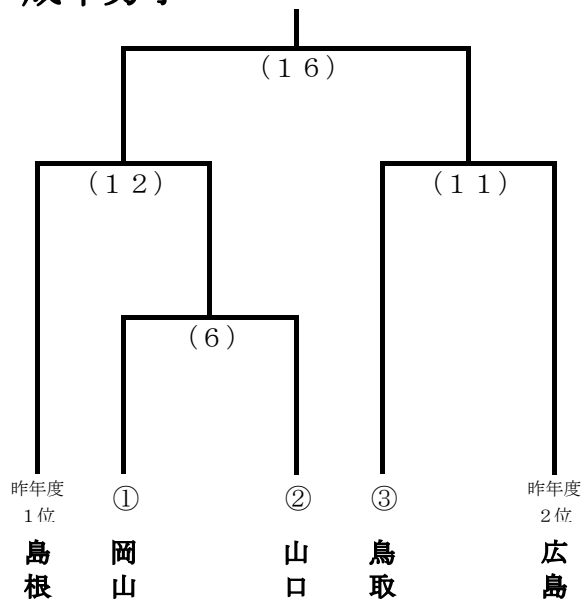 (16)
(12)
(11)
(6)
昨年度
1位
島根
①
岡山
②
山口
③
鳥取
昨年度
2位
広島